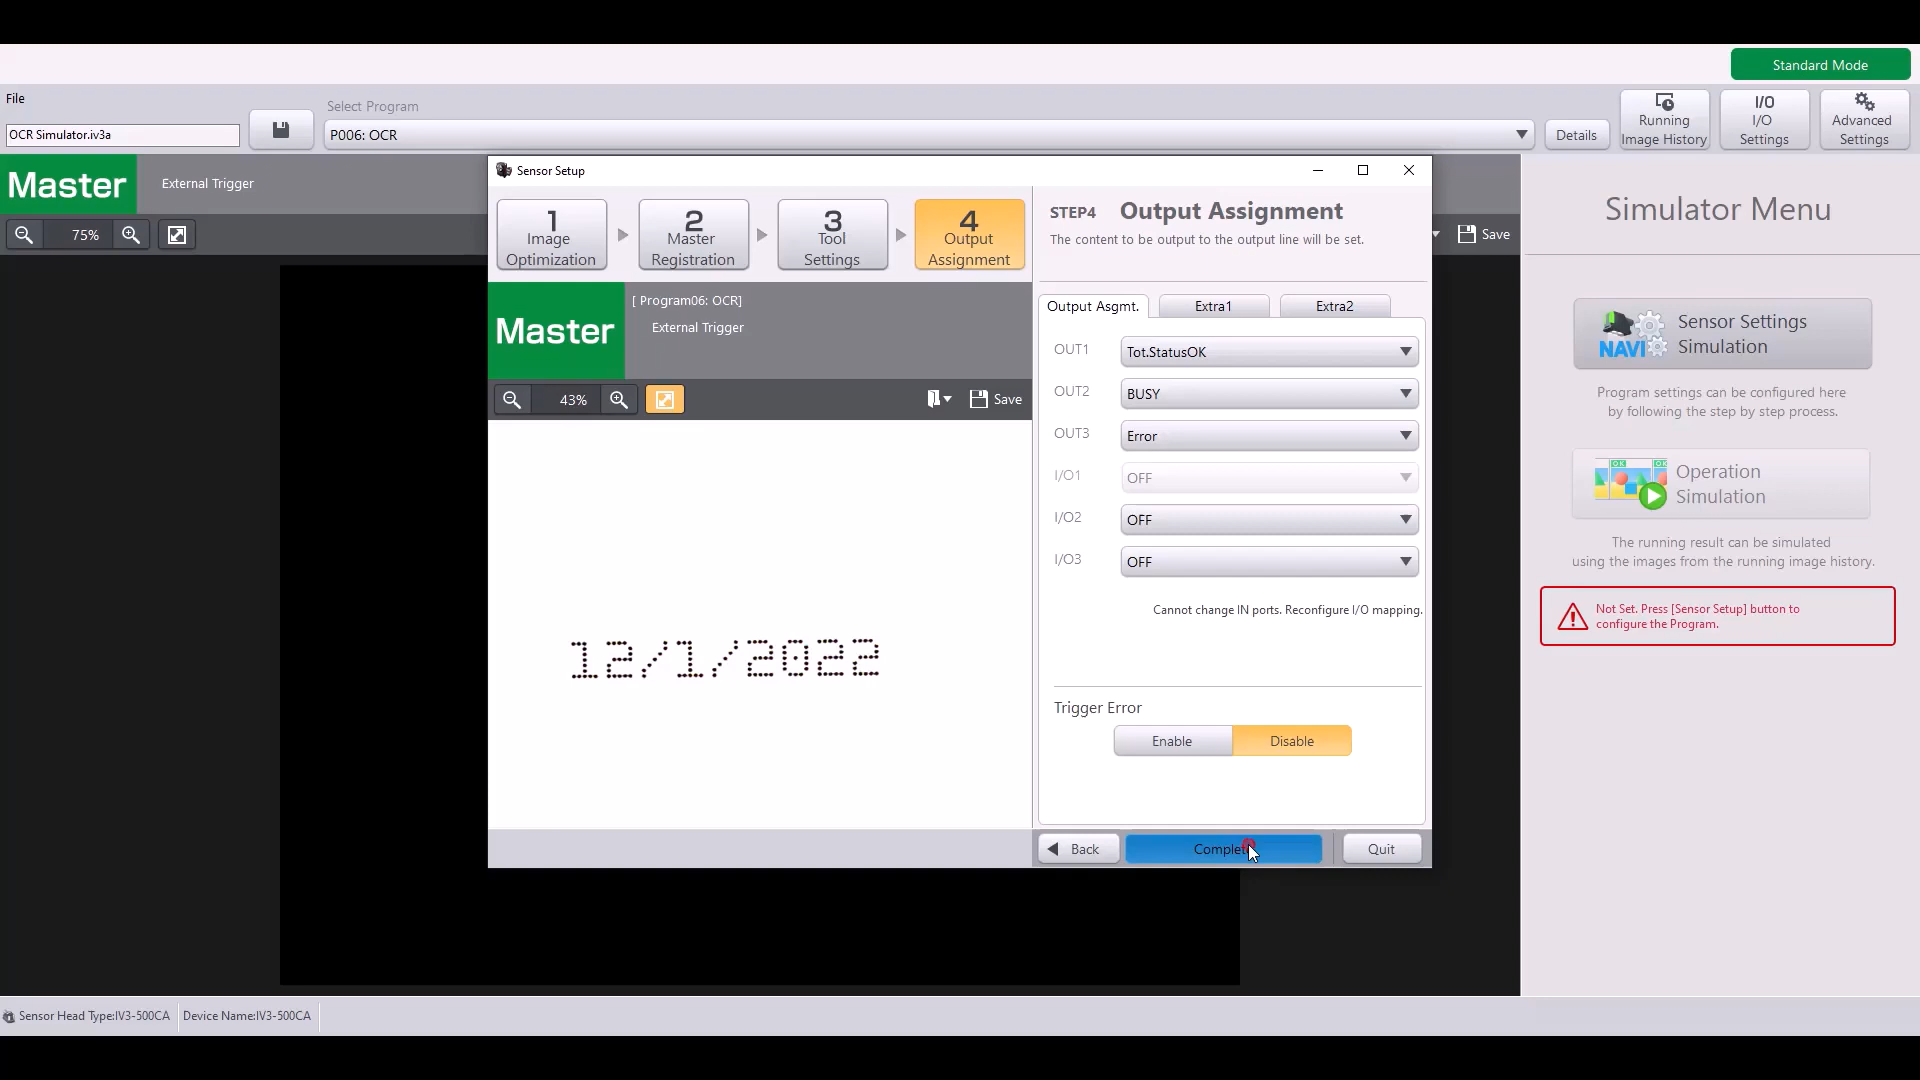 Standard Mode
File
OCR Simulator.iv3a
Select Program
P006: OCR
Details
Running
Image History
I/O
I/O
Settings
Advanced
Settings
Master
External Trigger
75%
Save
Sensor Setup
1
Image
Optimization
2
Master
Registration
3
Tool
Settings
4
Output
Assignment
Master
[ Program06: OCR]
External Trigger
43%
Save
12/1/2022
STEP4 Output Assignment
The content to be output to the output line will be set.
Output Asgmt.
Extra1
Extra2
OUT1 Tot.StatusOK
OUT2 BUSY
OUT3 Error
I/O1 OFF
I/O2 OFF
I/O3 OFF
Cannot change IN ports. Reconfigure I/O mapping.
Trigger Error
Enable
Disable
Back
Complete
Quit
Simulator Menu
NAVI
Sensor Settings
Simulation
Program settings can be configured here
by following the step by step process.
OK
OK
Operation
Simulation
The running result can be simulated
using the images from the running image history.
Not Set. Press [Sensor Setup] button to
configure the Program.
Sensor Head Type:IV3-500CA
Device Name:IV3-500CA